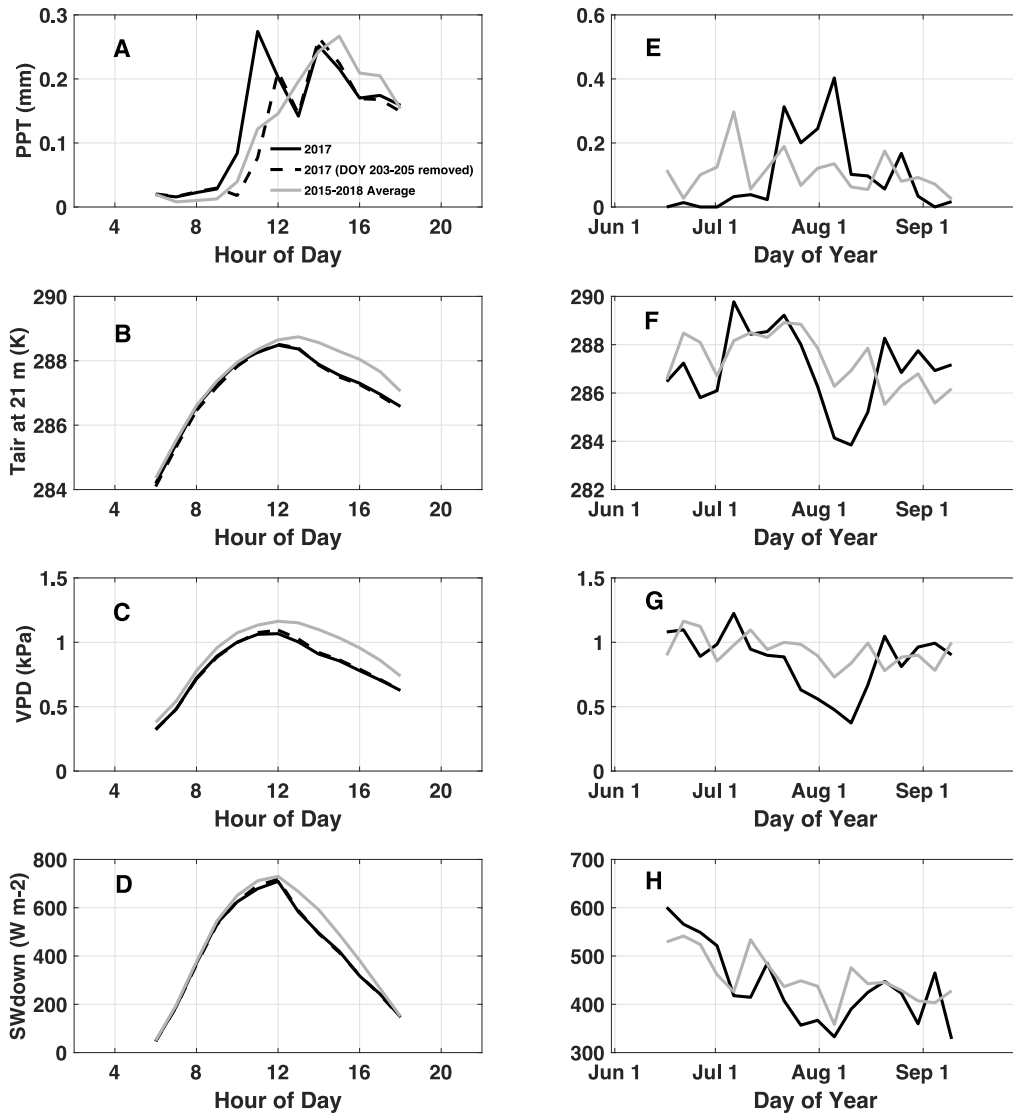 0.3
0.2
0.1
0
PPT (mm)
A
2017
2017 (DOY 203-205 removed)
2015-2018 Average
4 8 12 16 20
Hour of Day
0.6
0.4
0.2
0
E
Jun 1 Jul 1 Aug 1 Sep 1
Day of Year
290
288
286
284
Tair at 21 m (K)
B
4 8 12 16 20
Hour of Day
290
288
286
284
282
F
Jun 1 Jul 1 Aug 1 Sep 1
Day of Year
1.5
1
0.5
0
VPD (kPa)
C
4 8 12 16 20
Hour of Day
1.5
1
0.5
0
G
Jun 1 Jul 1 Aug 1 Sep 1
Day of Year
800
600
400
200
0
SWdown (W m-2)
D
4 8 12 16 20
Hour of Day
700
600
500
400
300
H
Jun 1 Jul 1 Aug 1 Sep 1
Day of Year